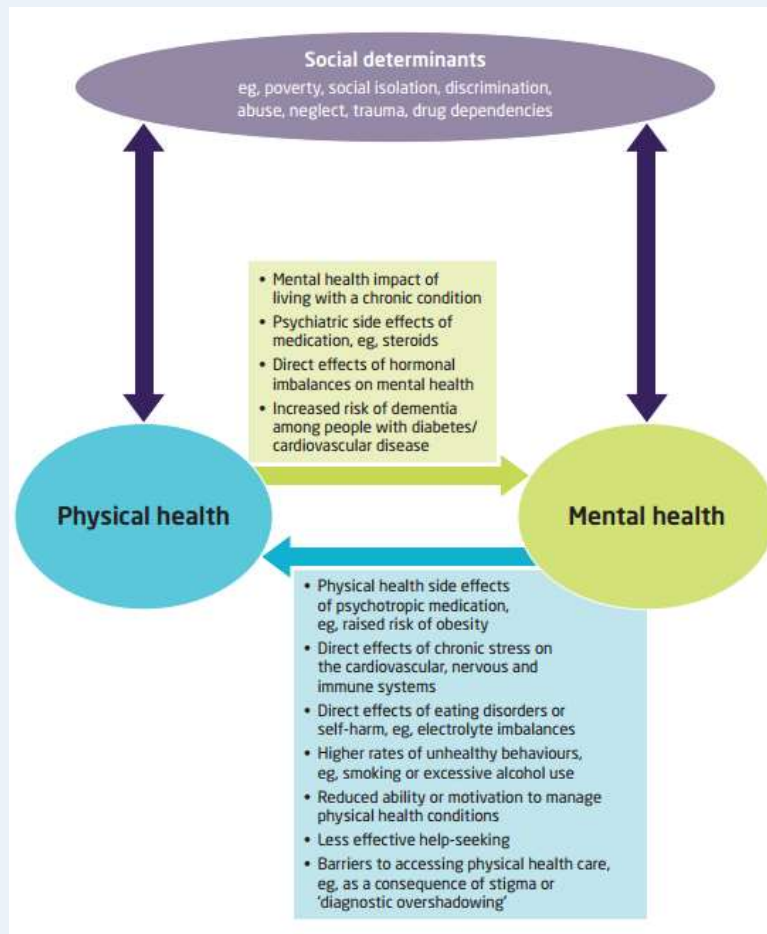 Social determinants
eg, poverty, social isolation, discrimination,
abuse, neglect, trauma, drug dependencies
• Mental health impact of
living with a chronic condition
• Psychiatric side effects of
medication, eg, steroids
• Direct effects of hormonal
imbalances on mental health
• Increased risk of dementia
among people with diabetes/
cardiovascular disease
Physical health
Mental health
• Physical health side effects
of psychotropic medication,
eg, raised risk of obesity
• Direct effects of chronic stress on
the cardiovascular, nervous and
immune systems
• Direct effects of eating disorders or
self-harm, eg, electrolyte imbalances
• Higher rates of unhealthy behaviours,
eg, smoking or excessive alcohol use
• Reduced ability or motivation to manage
physical health conditions
• Less effective help-seeking
• Barriers to accessing physical health care,
eg, as a consequence of stigma or
‘diagnostic overshadowing’